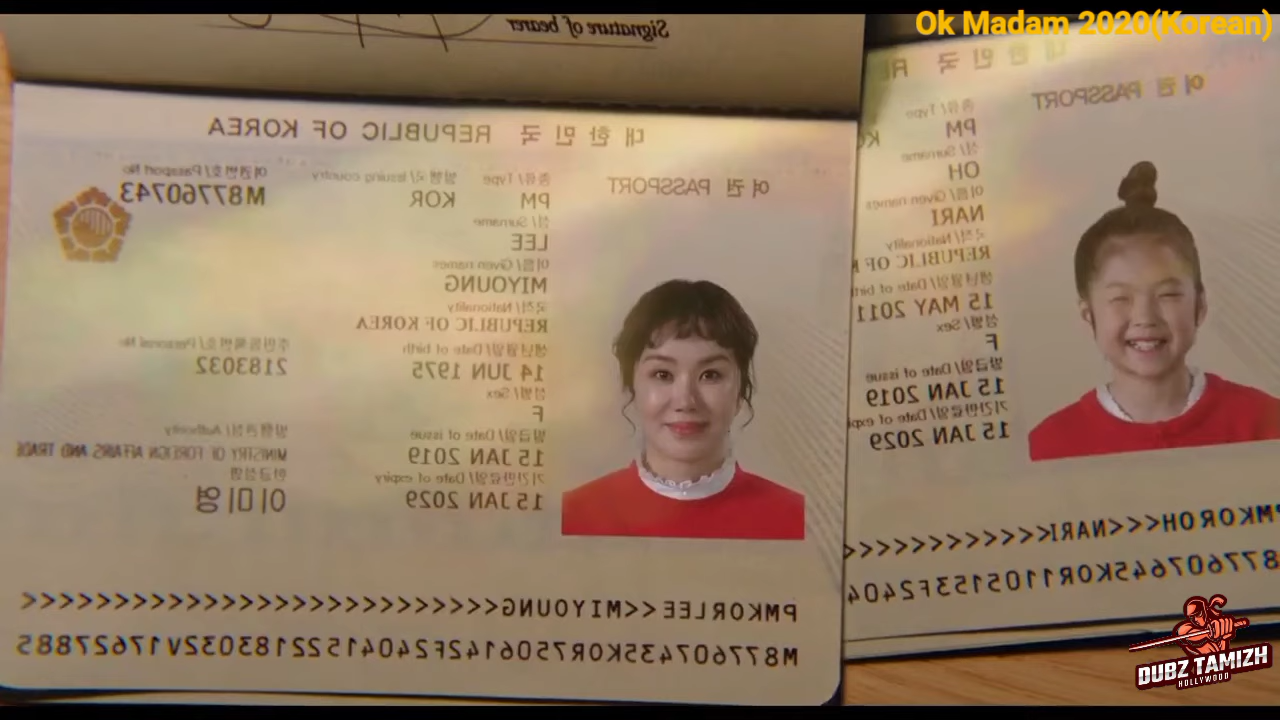 Ok Madam 2020(Korean)
Signature of bearer
대한민국 REPUBLIC OF KOREA
여권 PASSPORT
종류/Type 발행국/Issuing country 여권번호/Passport No
PM KOR M87760743
성/Surname
LEE
이름/Given names
MIYOUNG
국적/Nationality
REPUBLIC OF KOREA
생년월일/Date of birth 주민등록번호/Personal No
14 JUN 1975 2183032
성별/Sex
F
발급일/Date of issue 발행관청/Authority
15 JAN 2019 MINISTRY OF FOREIGN AFFAIRS AND TRADE
기간만료일/Date of expiry 한글성명
15 JAN 2029 이미영
PMKORLEE<<MIYOUNG<<<<<<<<<<<<<<<<<<<<<<<<<<<
M877607435KOR7506142F24041522183032V17627885
대한민국 RE
여권 PASSPORT
종류/Type
PM KO
성/Surname
OH
이름/Given names
NARI
국적/Nationality
REPUBLIC OF K
생년월일/Date of birth
15 MAY 2011
성별/Sex
F
발급일/Date of issue
15 JAN 2019
기간만료일/Date of expi
15 JAN 2029
PMKOROH<<NARI<<<<<<<<<<<
877607645KOR1105153F2404
DUBZ TAMIZH
HOLLYWOOD